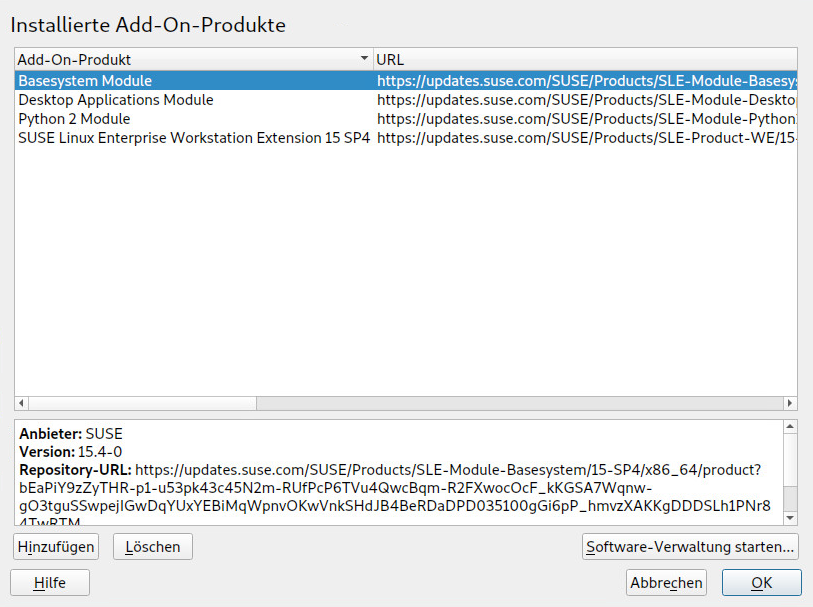 Installierte Add-On-Produkte
Add-On-Produkt URL
Basesystem Module https://updates.suse.com/SUSE/Products/SLE-Module-Basesy
Desktop Applications Module https://updates.suse.com/SUSE/Products/SLE-Module-Deskto
Python 2 Module https://updates.suse.com/SUSE/Products/SLE-Module-Python
SUSE Linux Enterprise Workstation Extension 15 SP4 https://updates.suse.com/SUSE/Products/SLE-Product-WE/15-
Anbieter: SUSE
Version: 15.4-0
Repository-URL: https://updates.suse.com/SUSE/Products/SLE-Module-Basesystem/15-SP4/x86_64/product?
bEaPiY9zZyTHR-p1-u53pk43c45N2m-RUfPcP6TVu4QwcBqm-R2FXwocOcF_kKGSA7Wqnw-
gO3tguSSwpejIGwDqYUxYEBiMqWpnvOKwVnkSHdJB4BeRDaDPD035100gGi6pP_hmvzXAKKgDDDSLh1PNr8
4TwRTM
Hinzufügen Löschen Software-Verwaltung starten...
Hilfe Abbrechen OK